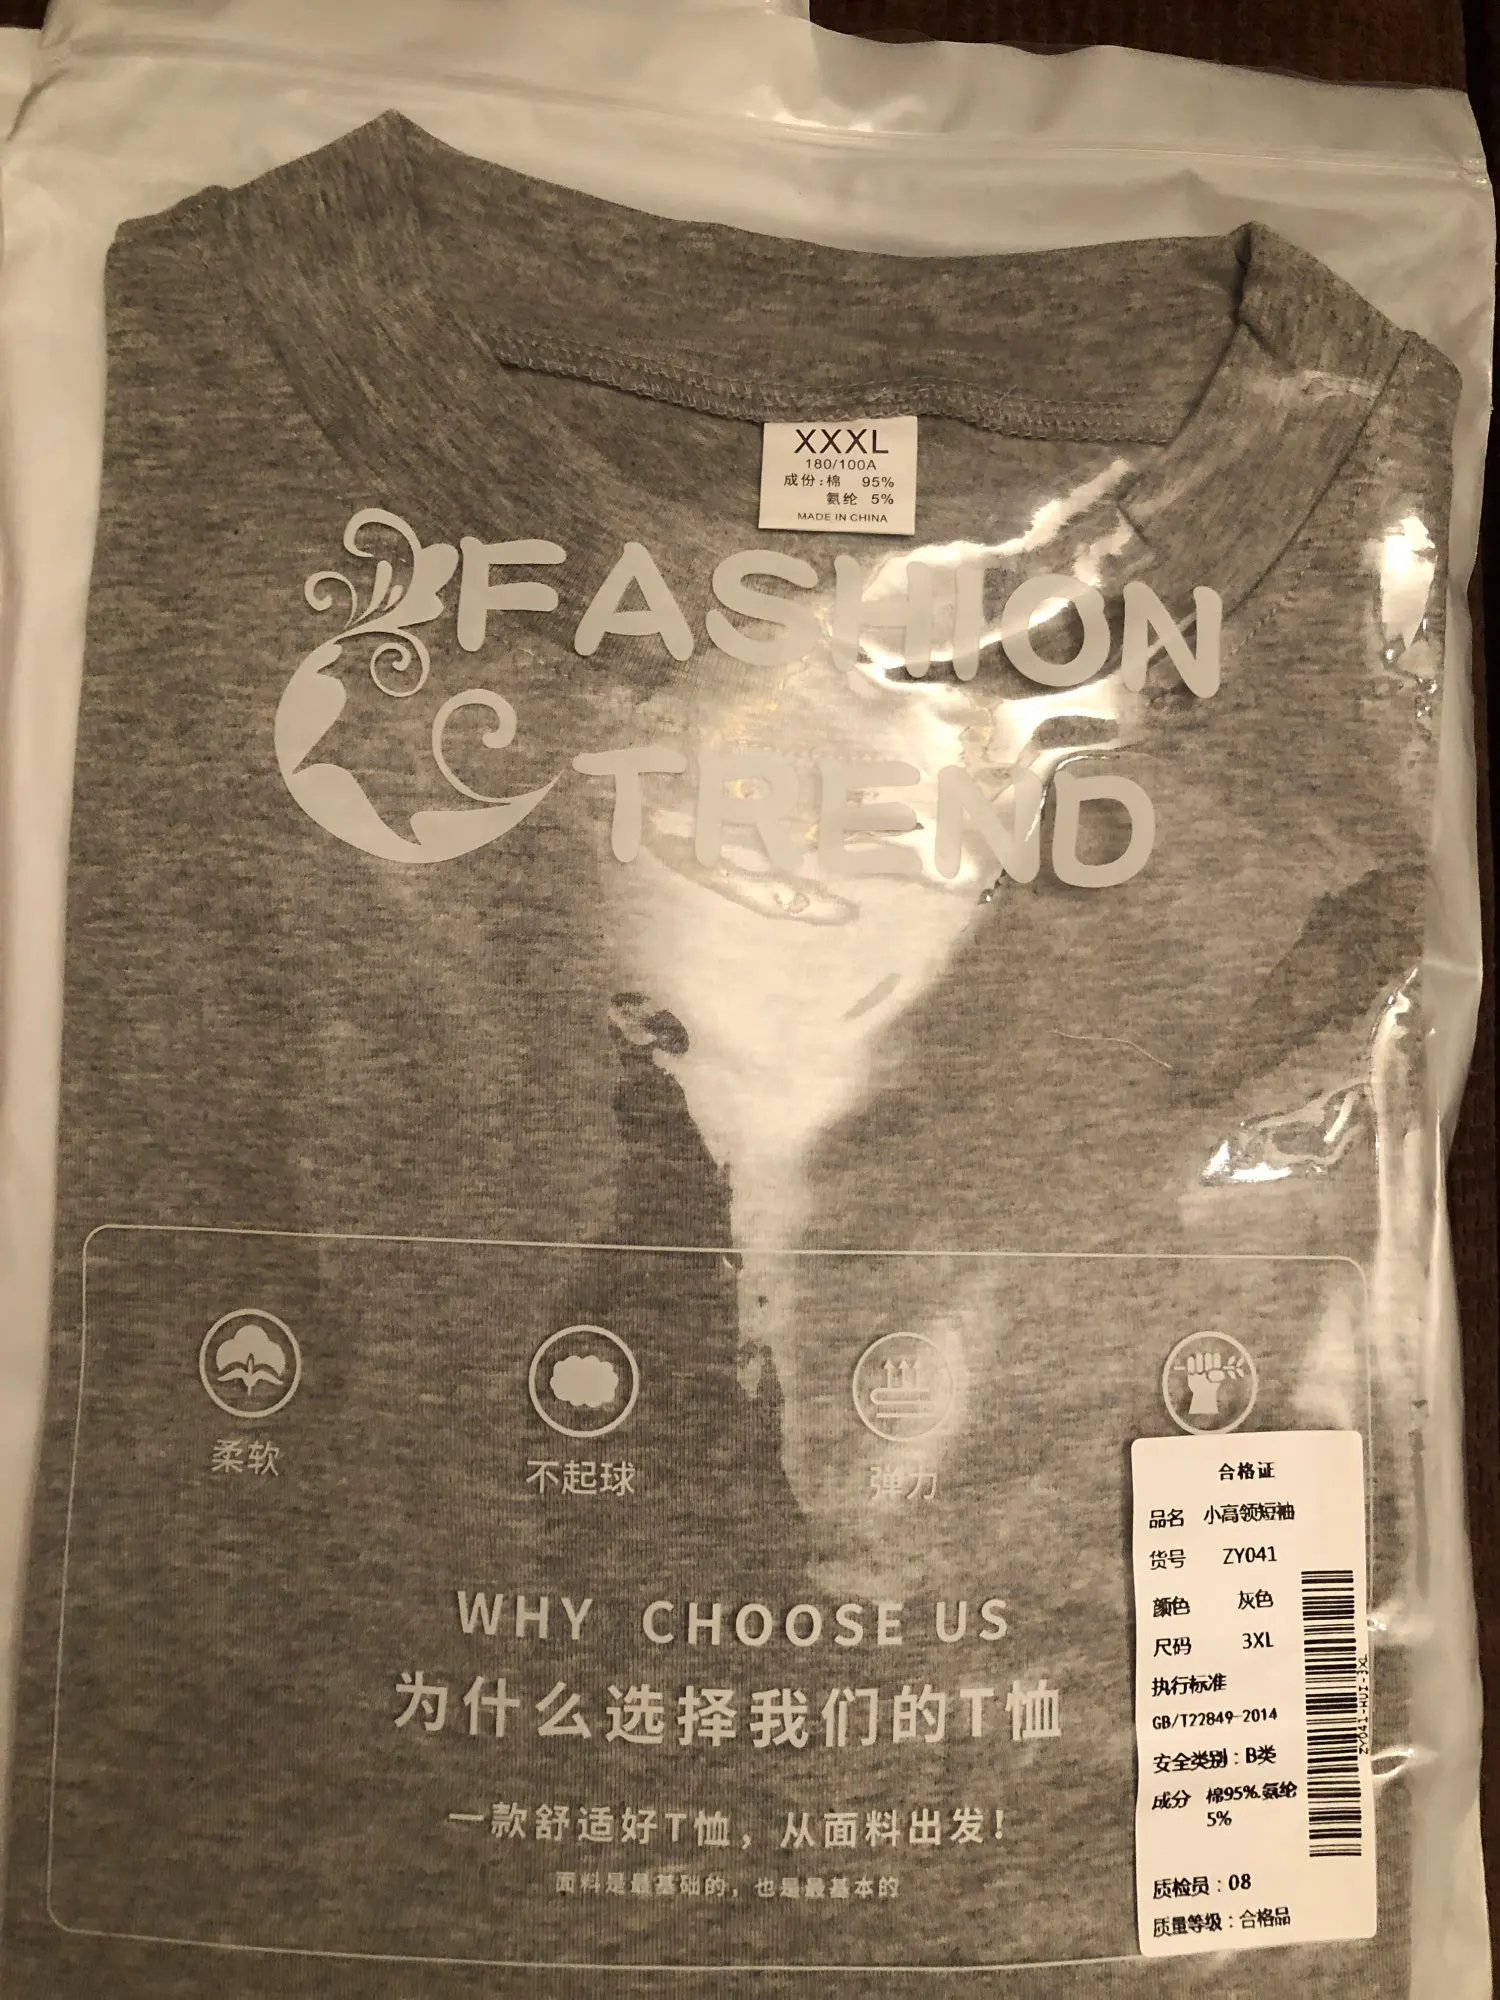 XXXL
180/100A
成份:棉 95%
氨纶 5%
MADE IN CHINA
FASHION
TREND
柔软
不起球
弹力
WHY CHOOSE US
为什么选择我们的T恤
一款舒适好T恤，从面料出发！
面料是最基础的，也是最基本的
合格证
品名 小高领短袖
货号 ZY041
颜色 灰色
尺码 3XL
执行标准
GB/T22849-2014
安全类别：B类
成分 棉95%.氨纶
5%
质检员：08
质量等级：合格品
ZY041-HUI-3XL